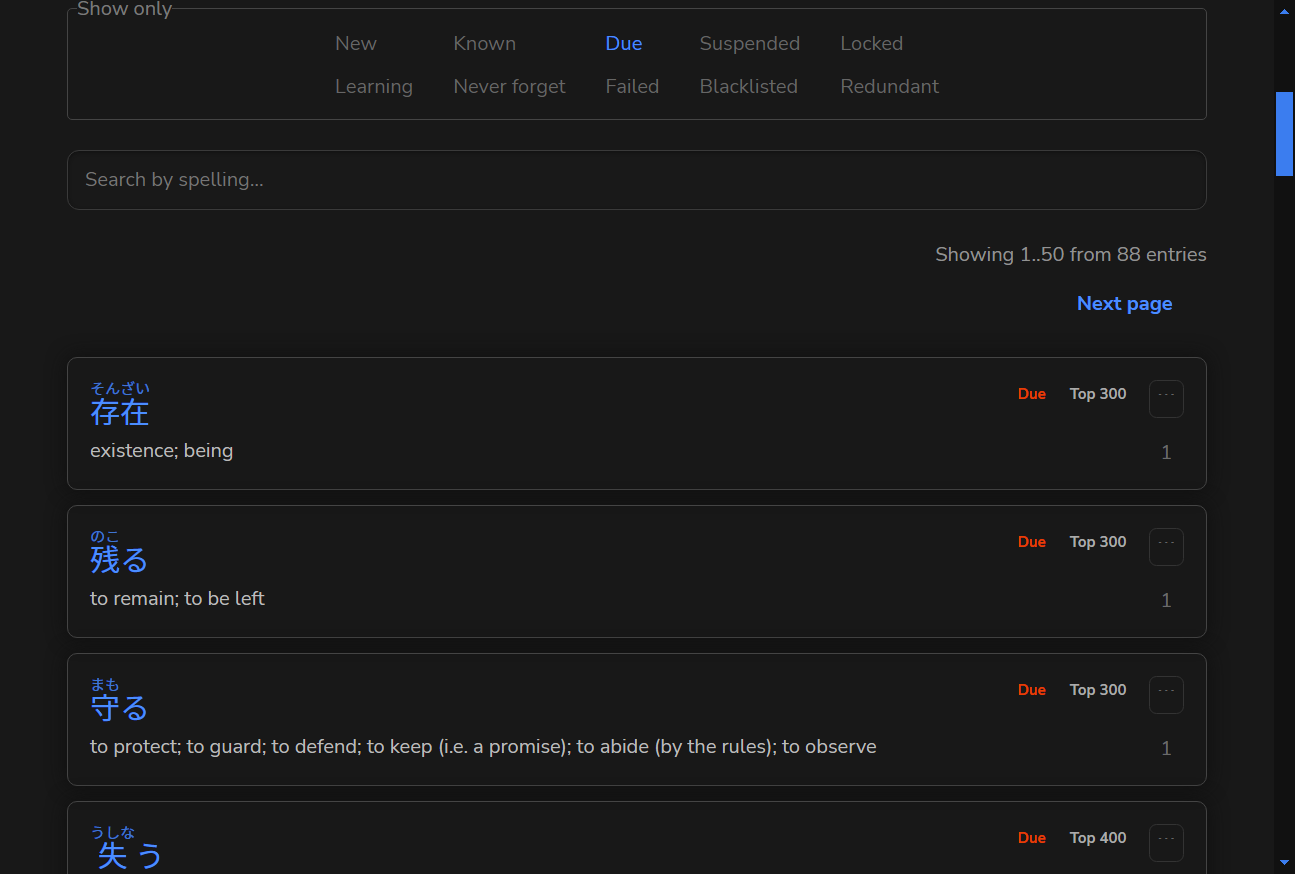 Show only
New Known Due Suspended Locked
Learning Never forget Failed Blacklisted Redundant
Search by spelling...
Showing 1..50 from 88 entries
Next page
そんざい
存在
Due Top 300 ---
existence; being
1
のこ
残る
Due Top 300 ---
to remain; to be left
1
まも
守る
Due Top 300 ---
to protect; to guard; to defend; to keep (i.e. a promise); to abide (by the rules); to observe
1
うしな
失う
Due Top 400 ---